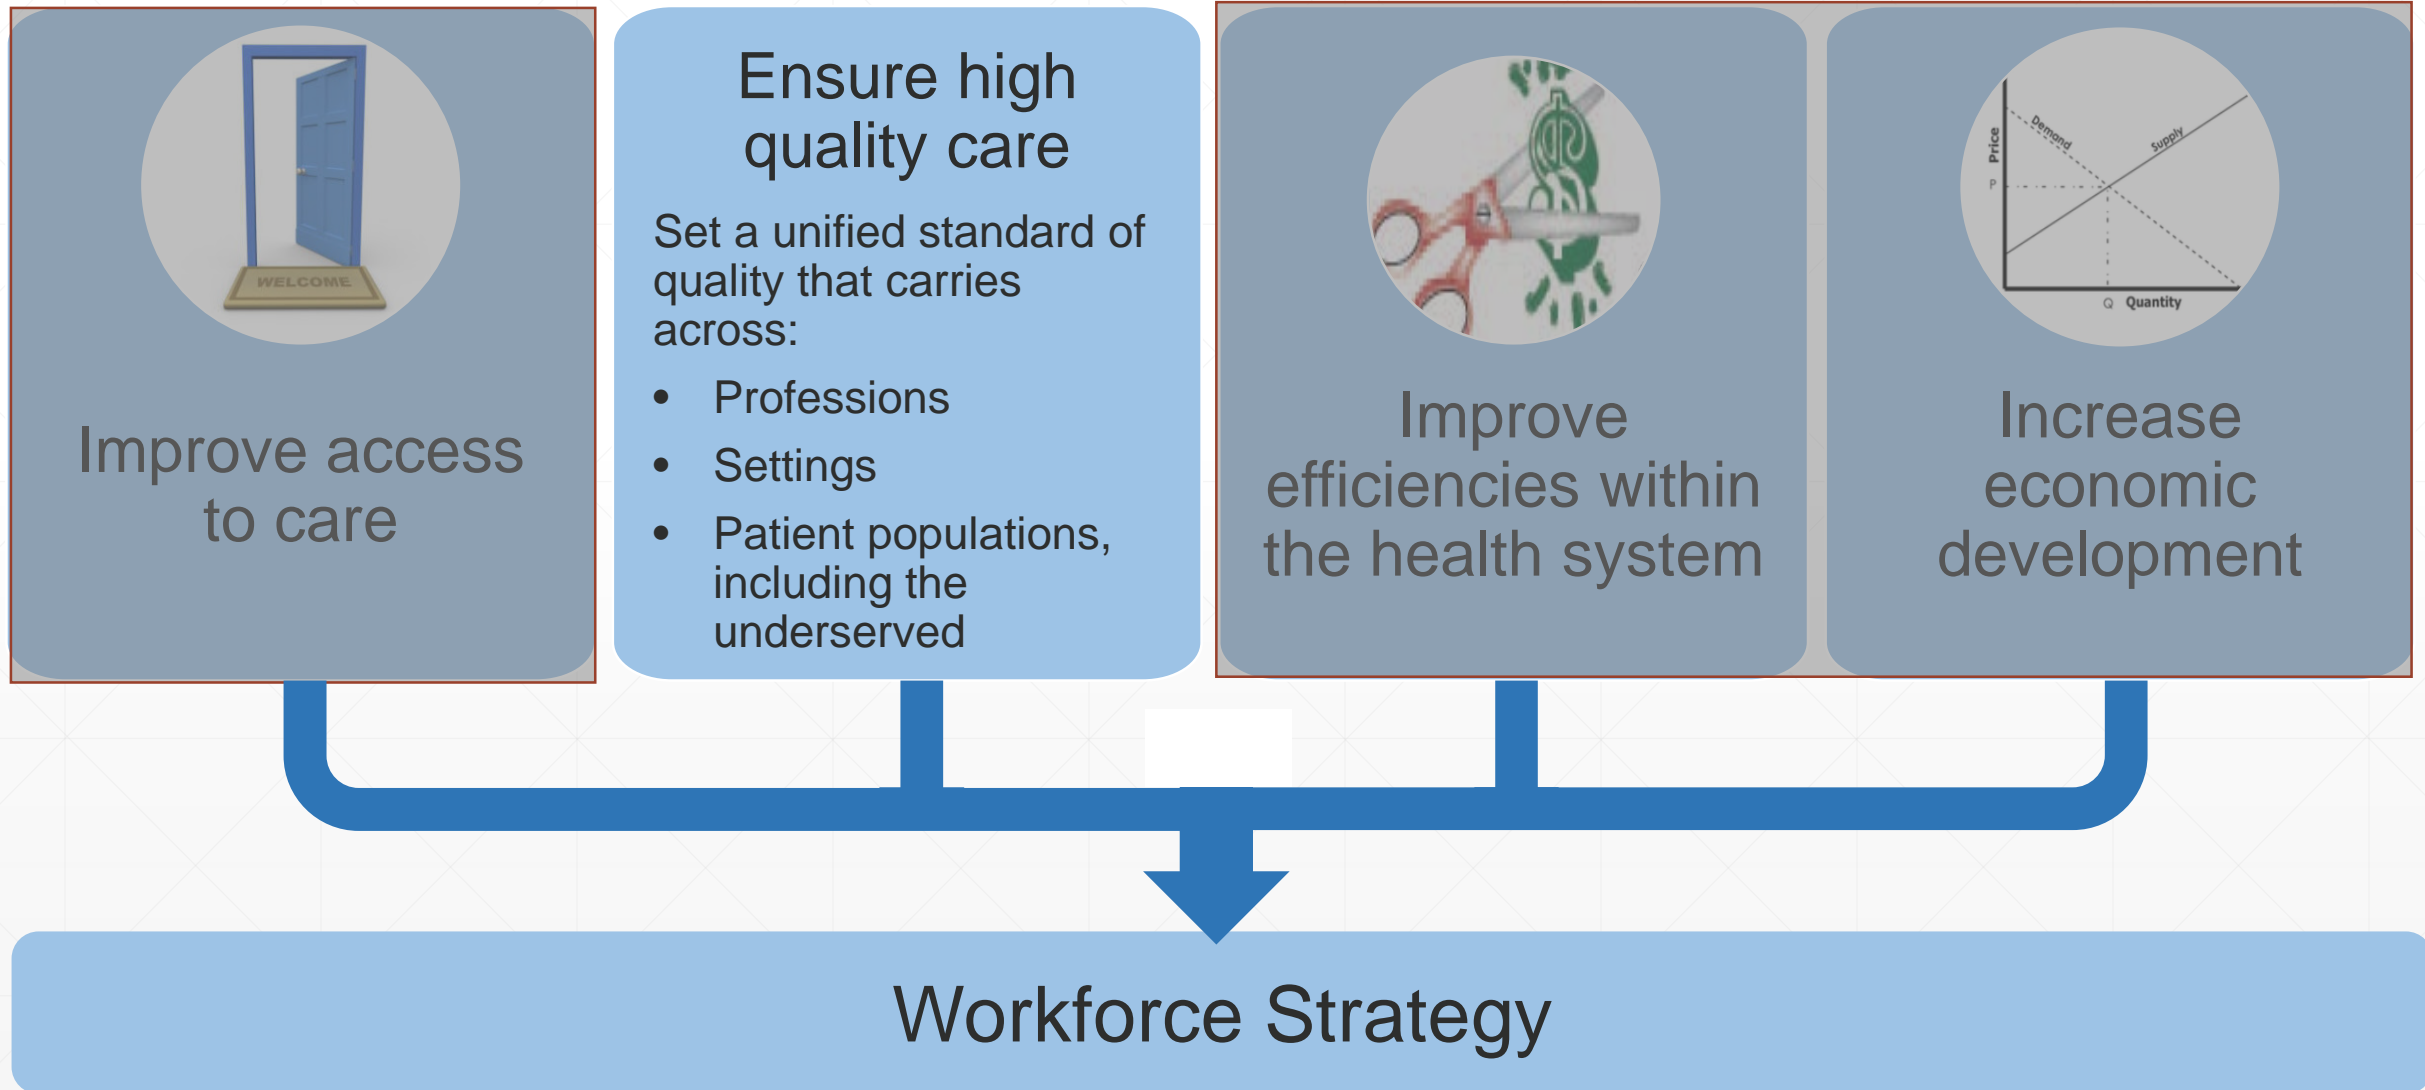 WELCOME
Improve access
to care
Ensure high
quality care
Set a unified standard of
quality that carries
across:
• Professions
• Settings
• Patient populations,
including the
underserved
Improve
efficiencies within
the health system
Price
Demand
Supply
P
Q Quantity
Increase
economic
development
Workforce Strategy